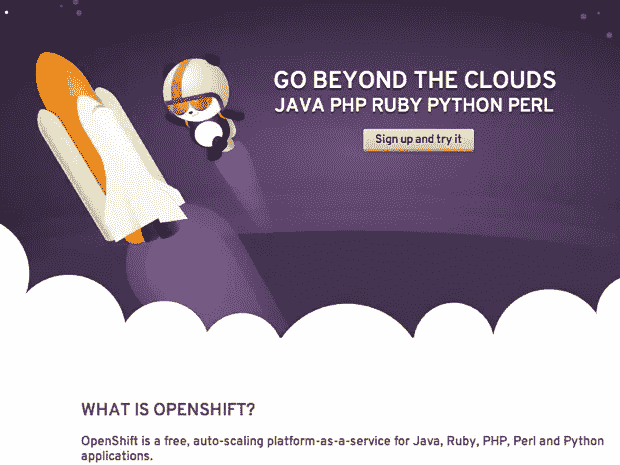 GO BEYOND THE CLOUDS
JAVA PHP RUBY PYTHON PERL
Sign up and try it
WHAT IS OPENSHIFT?
OpenShift is a free, auto-scaling platform-as-a-service for Java, Ruby, PHP, Perl and Python
applications.